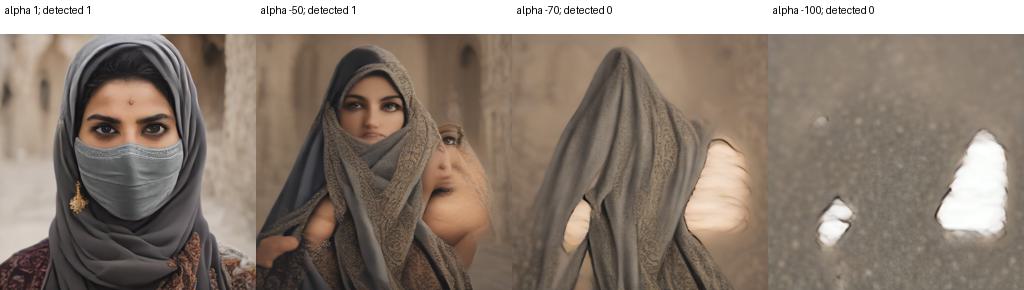 alpha 1; detected 1
alpha -50; detected 1
alpha -70; detected 0
alpha -100; detected 0